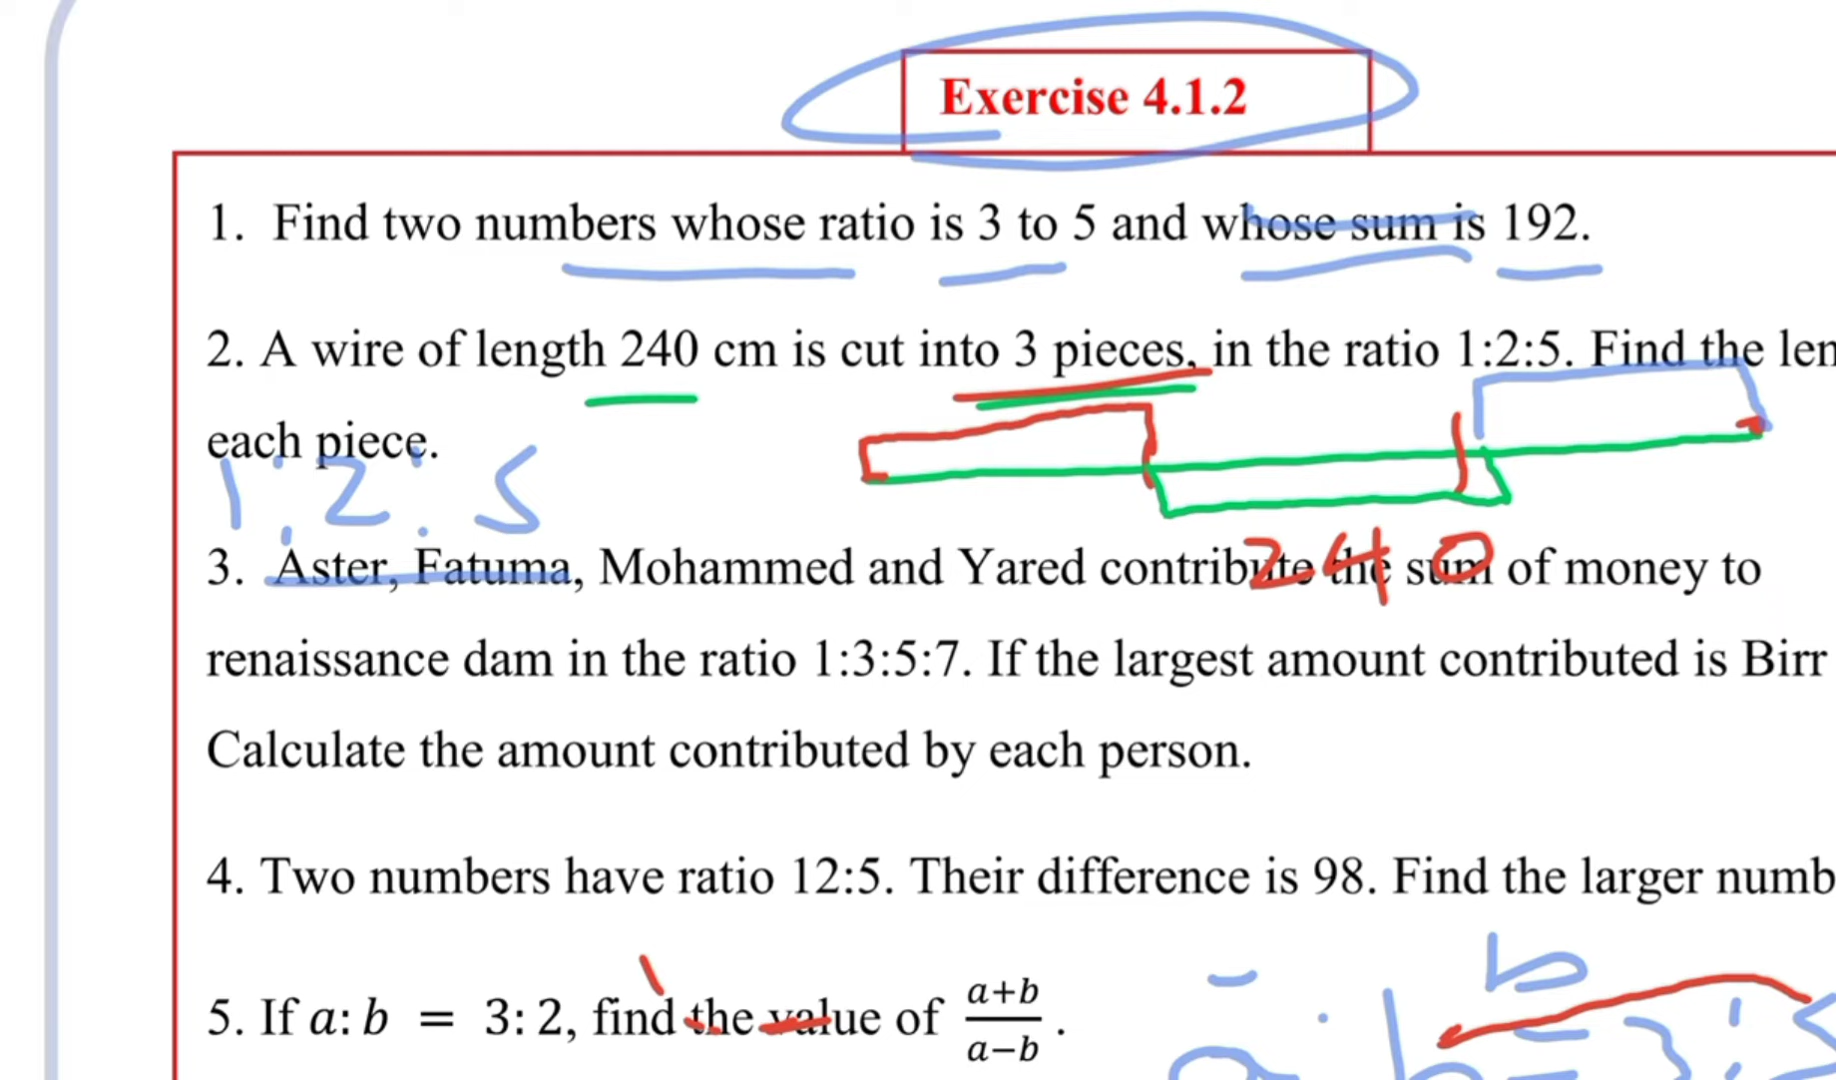 Exercise 4.1.2
1. Find two numbers whose ratio is 3 to 5 and whose sum is 192.
2. A wire of length 240 cm is cut into 3 pieces, in the ratio 1:2:5. Find the len
each piece.
1:2:5
3. Aster, Fatuma, Mohammed and Yared contribute the sum of money to
240
renaissance dam in the ratio 1:3:5:7. If the largest amount contributed is Birr
Calculate the amount contributed by each person.
4. Two numbers have ratio 12:5. Their difference is 98. Find the larger numb
b
5. If a: b = 3: 2, find the value of \frac{a+b}{a−b} .